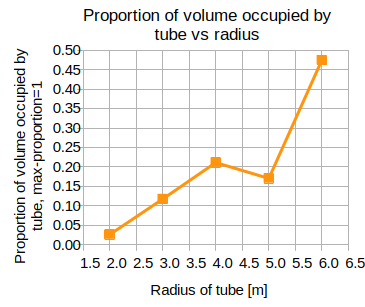 Proportion of volume occupied by
tube vs radius
Proportion of volume occupied by
tube, max-proportion=1
0.50
0.45
0.40
0.35
0.30
0.25
0.20
0.15
0.10
0.05
0.00
1.5 2.0 2.5 3.0 3.5 4.0 4.5 5.0 5.5 6.0 6.5
Radius of tube [m]